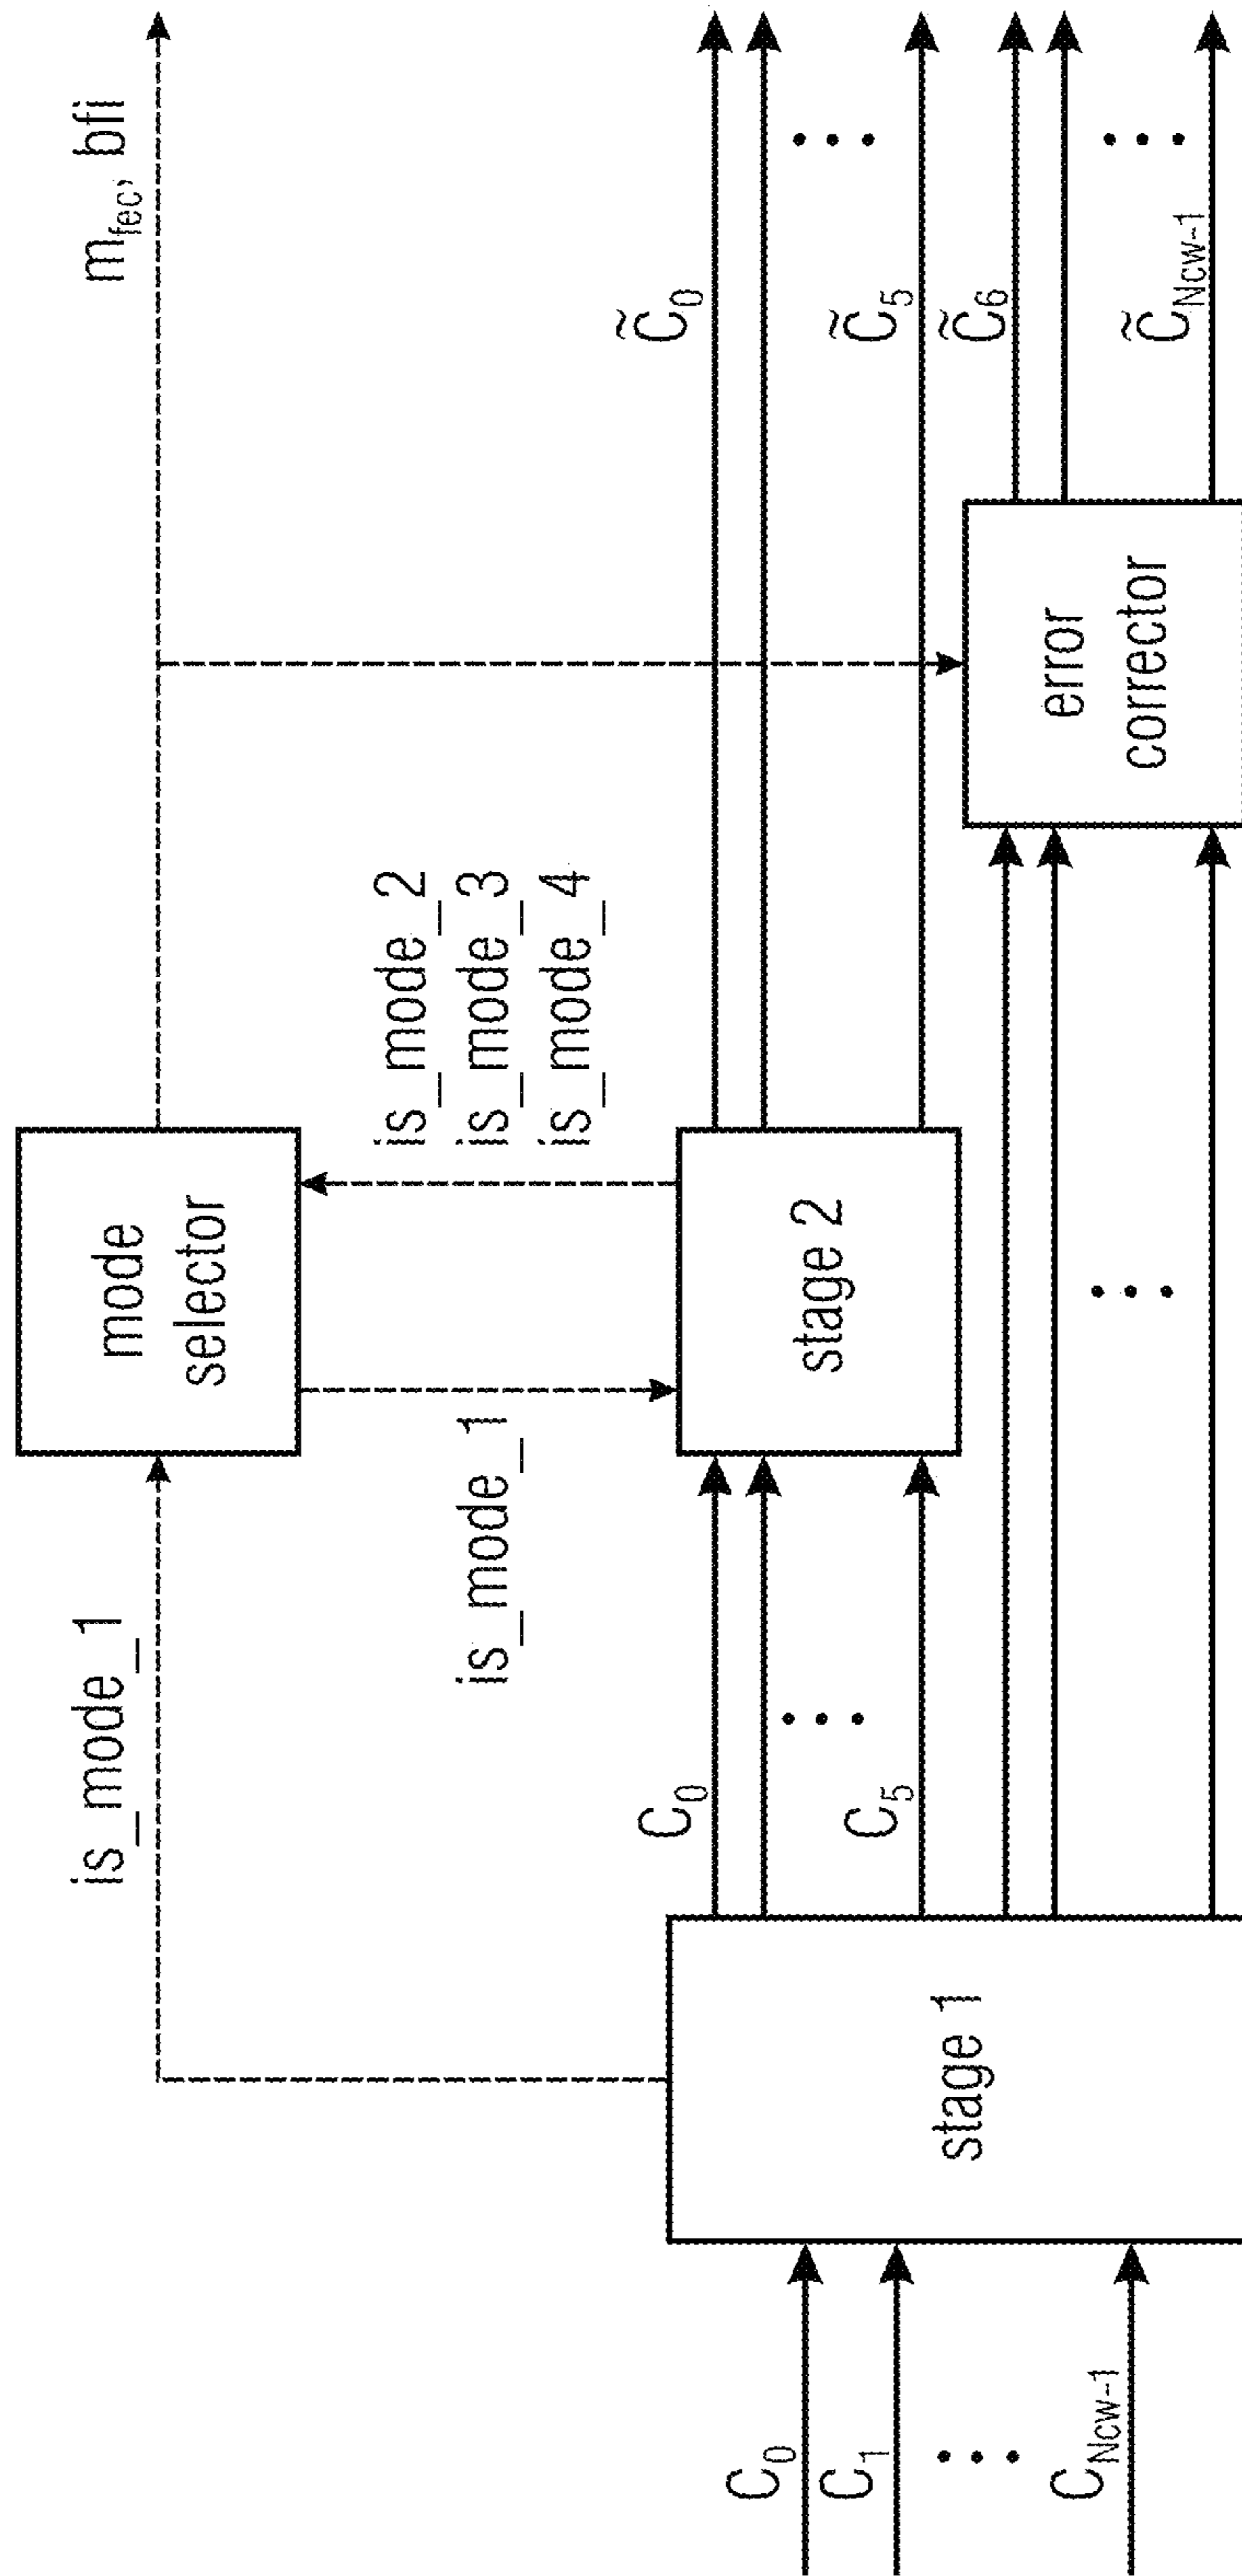 is_mode_1
mode
selector
m_fec, bfi
is_mode_1
is_mode_2
is_mode_3
is_mode_4
C_0
C_1
...
C_Ncw-1
stage 1
C_0
...
C_5
stage 2
...
error
corrector
C̃_0
...
C̃_5
C̃_6
...
C̃_Ncw-1